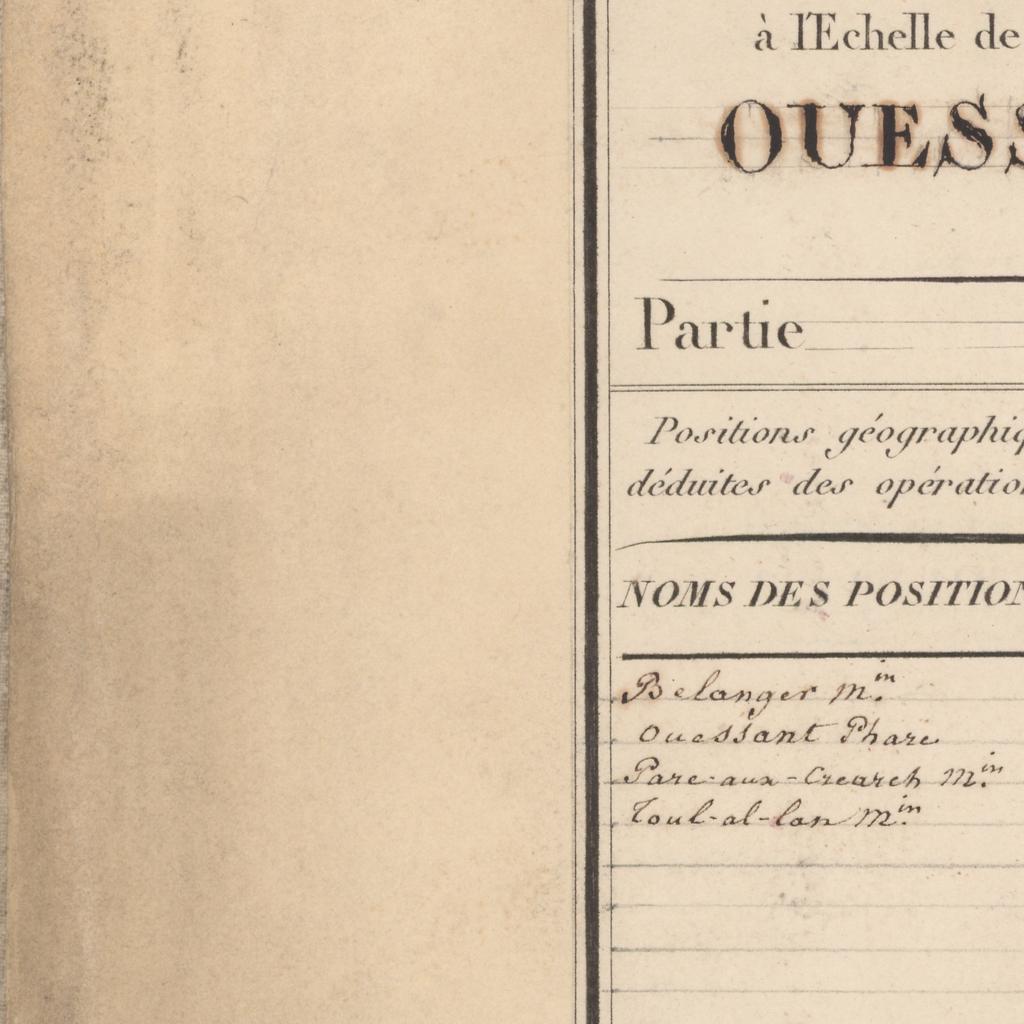 à l'Echelle de
OUESS
Partie
Positions géographiq
déduites des opération
NOMS DES POSITION
Belanger m.in
Ouessant Phare
Parc-aux-Crearch m.in
Toul-al-lan m.in